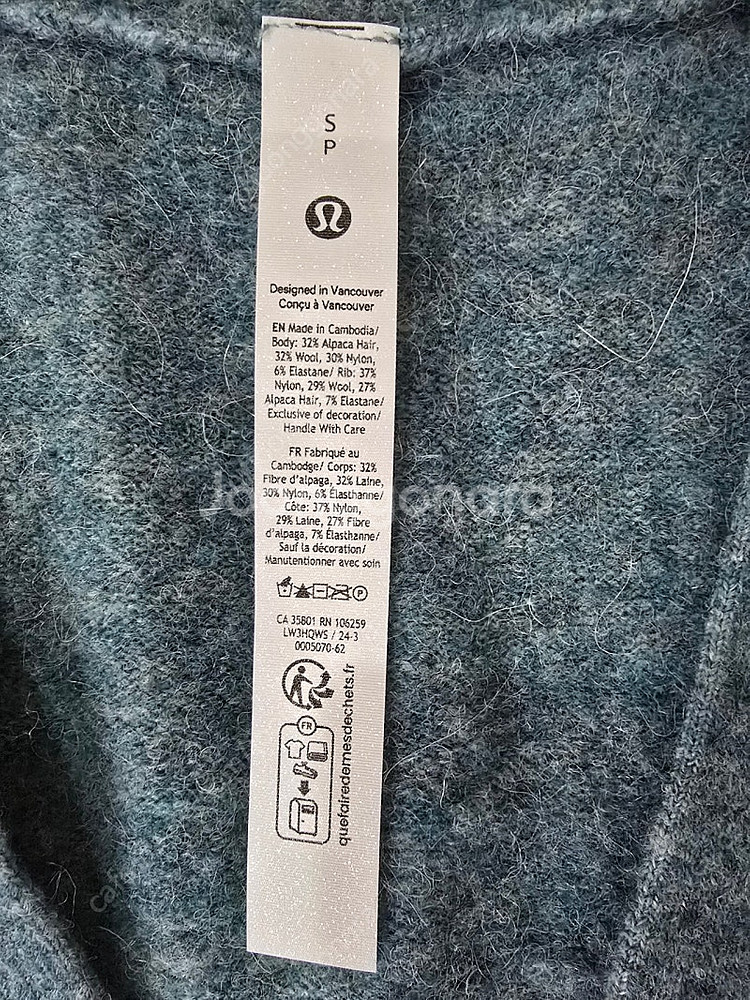 S
P
Designed in Vancouver
Conçu à Vancouver
EN Made in Cambodia/
Body: 32% Alpaca Hair,
32% Wool, 30% Nylon,
6% Elastane/ Rib: 37%
Nylon, 29% Wool, 27%
Alpaca Hair, 7% Elastane/
Exclusive of decoration/
Handle With Care
FR Fabriqué au
Cambodge/ Corps: 32%
Fibre d'alpaga, 32% Laine,
30% Nylon, 6% Élasthanne/
Côte: 37% Nylon,
29% Laine, 27% Fibre
d'alpaga, 7% Élasthanne/
Sauf la décoration/
Manutentionner avec soin
P
CA 35801 RN 106259
LW3HQWS / 24-3
0005070-62
FR
quefairedemesdechets.fr